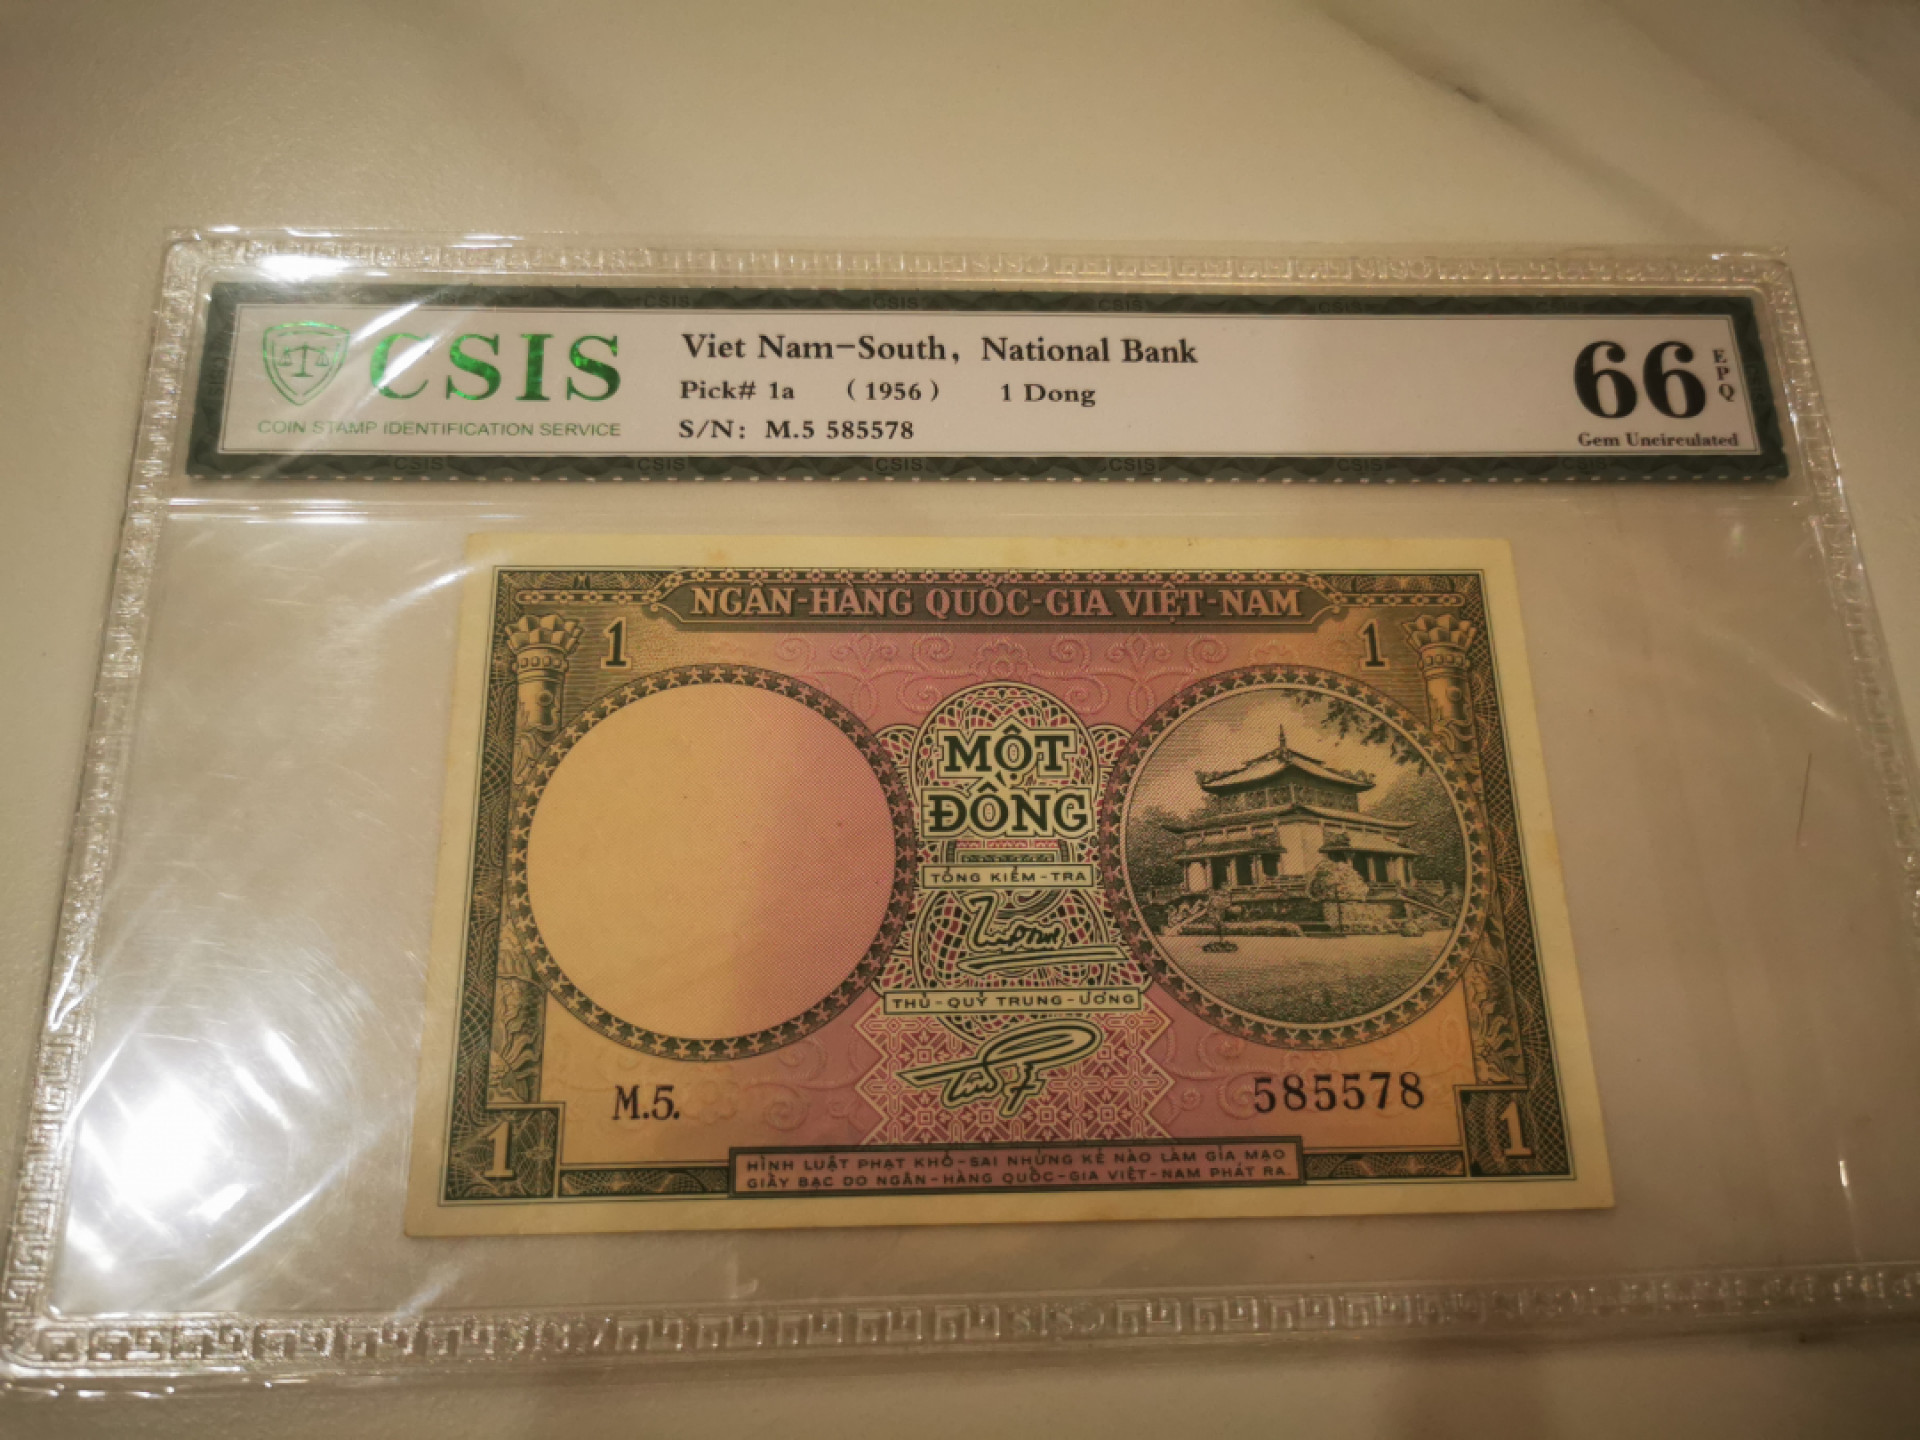 CSIS
COIN STAMP IDENTIFICATION SERVICE
Viet Nam-South, National Bank
Pick# 1a (1956) 1 Dong
S/N: M.5 585578
66
EPQ
Gem Uncirculated
NGÂN-HÀNG QUỐC-GIA VIỆT-NAM
1 1
MỘT
ĐỒNG
TỔNG KIỂM-TRA
THỦ-QUỸ TRUNG-ƯƠNG
M.5. 585578
1 1
HÌNH LUẬT PHẠT KHỔ-SAI NHỮNG KẺ NÀO LÀM GIẢ MẠO
GIẤY BẠC DO NGÂN-HÀNG QUỐC-GIA VIỆT-NAM PHÁT RA.